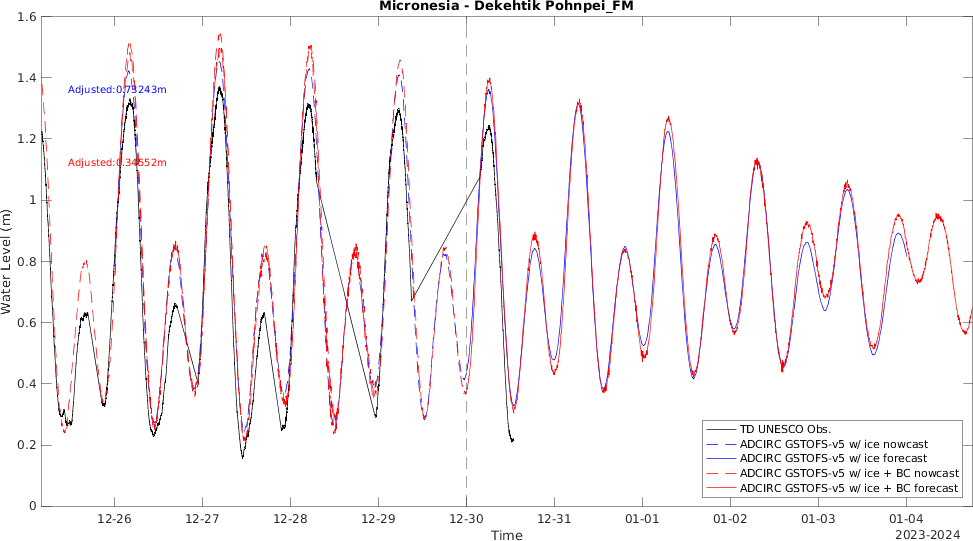 Micronesia - Dekehtik Pohnpei_FM
Water Level (m)
1.6
1.4
1.2
1
0.8
0.6
0.4
0.2
0
Adjusted:0.73243m
Adjusted:0.34552m
TD UNESCO Obs.
ADCIRC GSTOFS-v5 w/ ice nowcast
ADCIRC GSTOFS-v5 w/ ice forecast
ADCIRC GSTOFS-v5 w/ ice + BC nowcast
ADCIRC GSTOFS-v5 w/ ice + BC forecast
12-26 12-27 12-28 12-29 12-30 12-31 01-01 01-02 01-03 01-04
Time
2023-2024